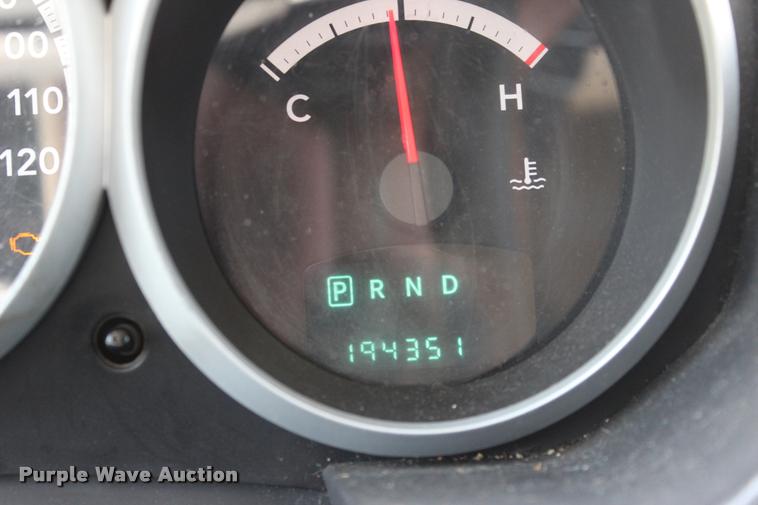 00
110
120
C H
P R N D
194351
Purple Wave Auction